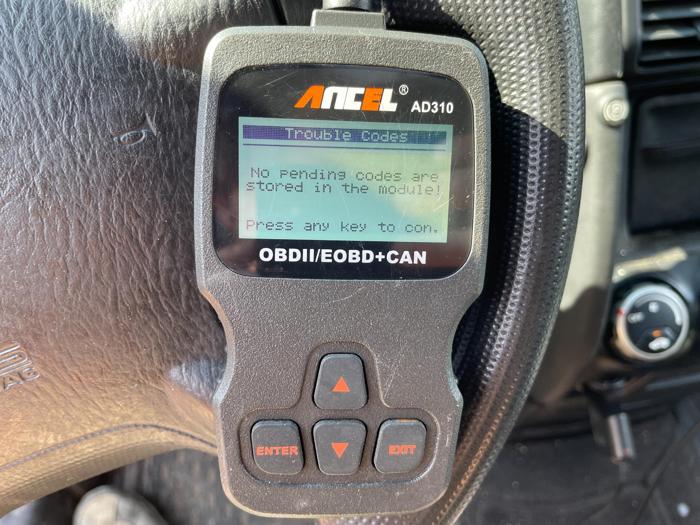 ANCEL® AD310
Trouble Codes
No pending codes are
stored in the module!
Press any key to con.
OBDII/EOBD+CAN
ENTER
EXIT